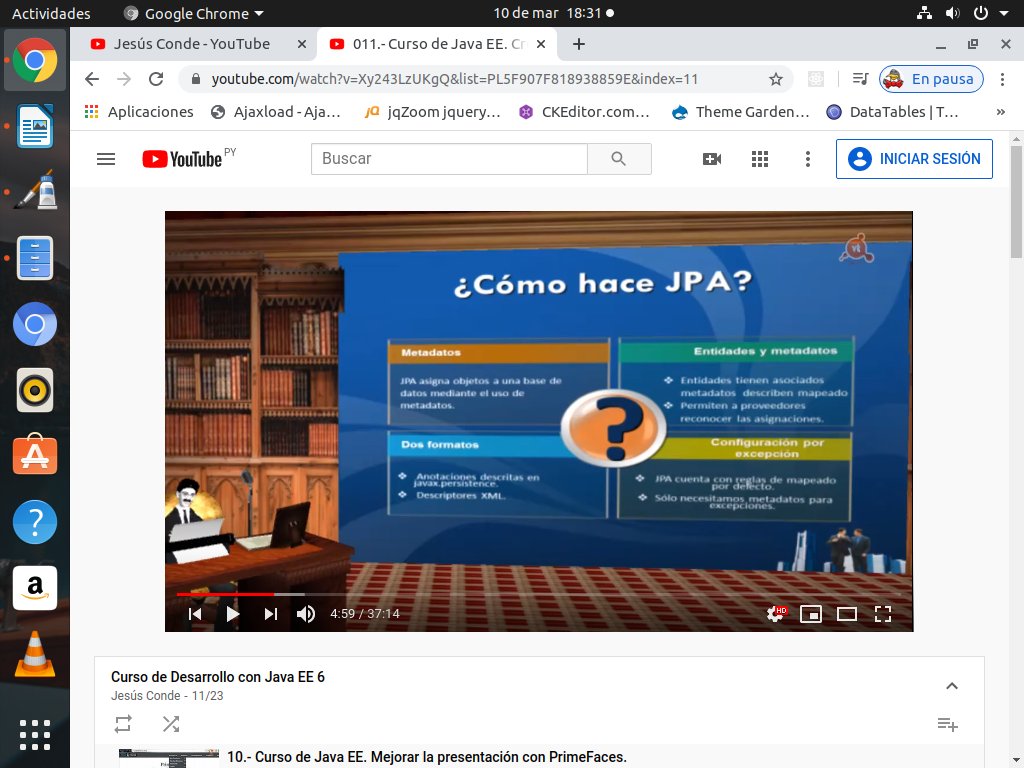 Actividades
Google Chrome
10 de mar 18:31
Jesús Conde - YouTube
011.- Curso de Java EE. Cr
youtube.com/watch?v=Xy243LzUKgQ&list=PL5F907F818938859E&index=11
En pausa
Aplicaciones
Ajaxload - Aja...
jqZoom jquery...
CKEditor.com...
Theme Garden...
DataTables | T...
»
YouTube PY
Buscar
INICIAR SESIÓN
vt
¿Cómo hace JPA?
Metadatos
JPA asigna objetos a una base de
datos mediante el uso de
metadatos.
Entidades y metadatos
Entidades tienen asociados
metadatos describen mapeado
Permiten a proveedores
reconocer las asignaciones.
?
Dos formatos
Anotaciones descritas en
javax.persistence.
Descriptores XML.
Configuración por
excepción
JPA cuenta con reglas de mapeado
por defecto.
Sólo necesitamos metadatos para
excepciones.
4:59 / 37:14
HD
Curso de Desarrollo con Java EE 6
Jesús Conde - 11/23
10.- Curso de Java EE. Mejorar la presentación con PrimeFaces.